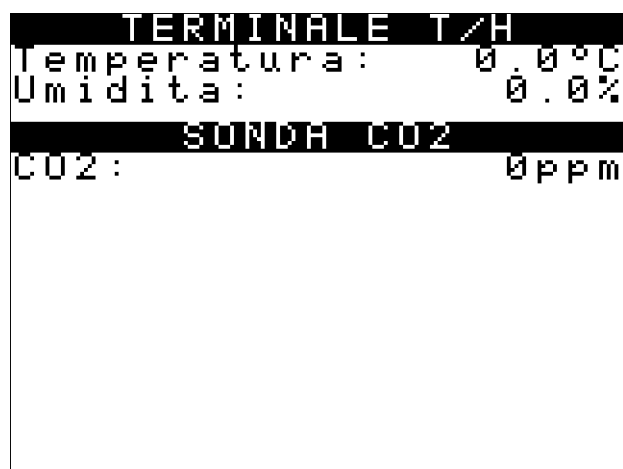 TERMINALE T/H
Temperatura: 0.0°C
Umidita: 0.0%
SONDA CO2
CO2: 0ppm